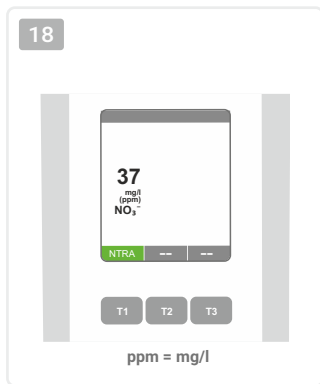 18
37
mg/l
(ppm)
NO₃⁻
NTRA -- --
T1 T2 T3
ppm = mg/l